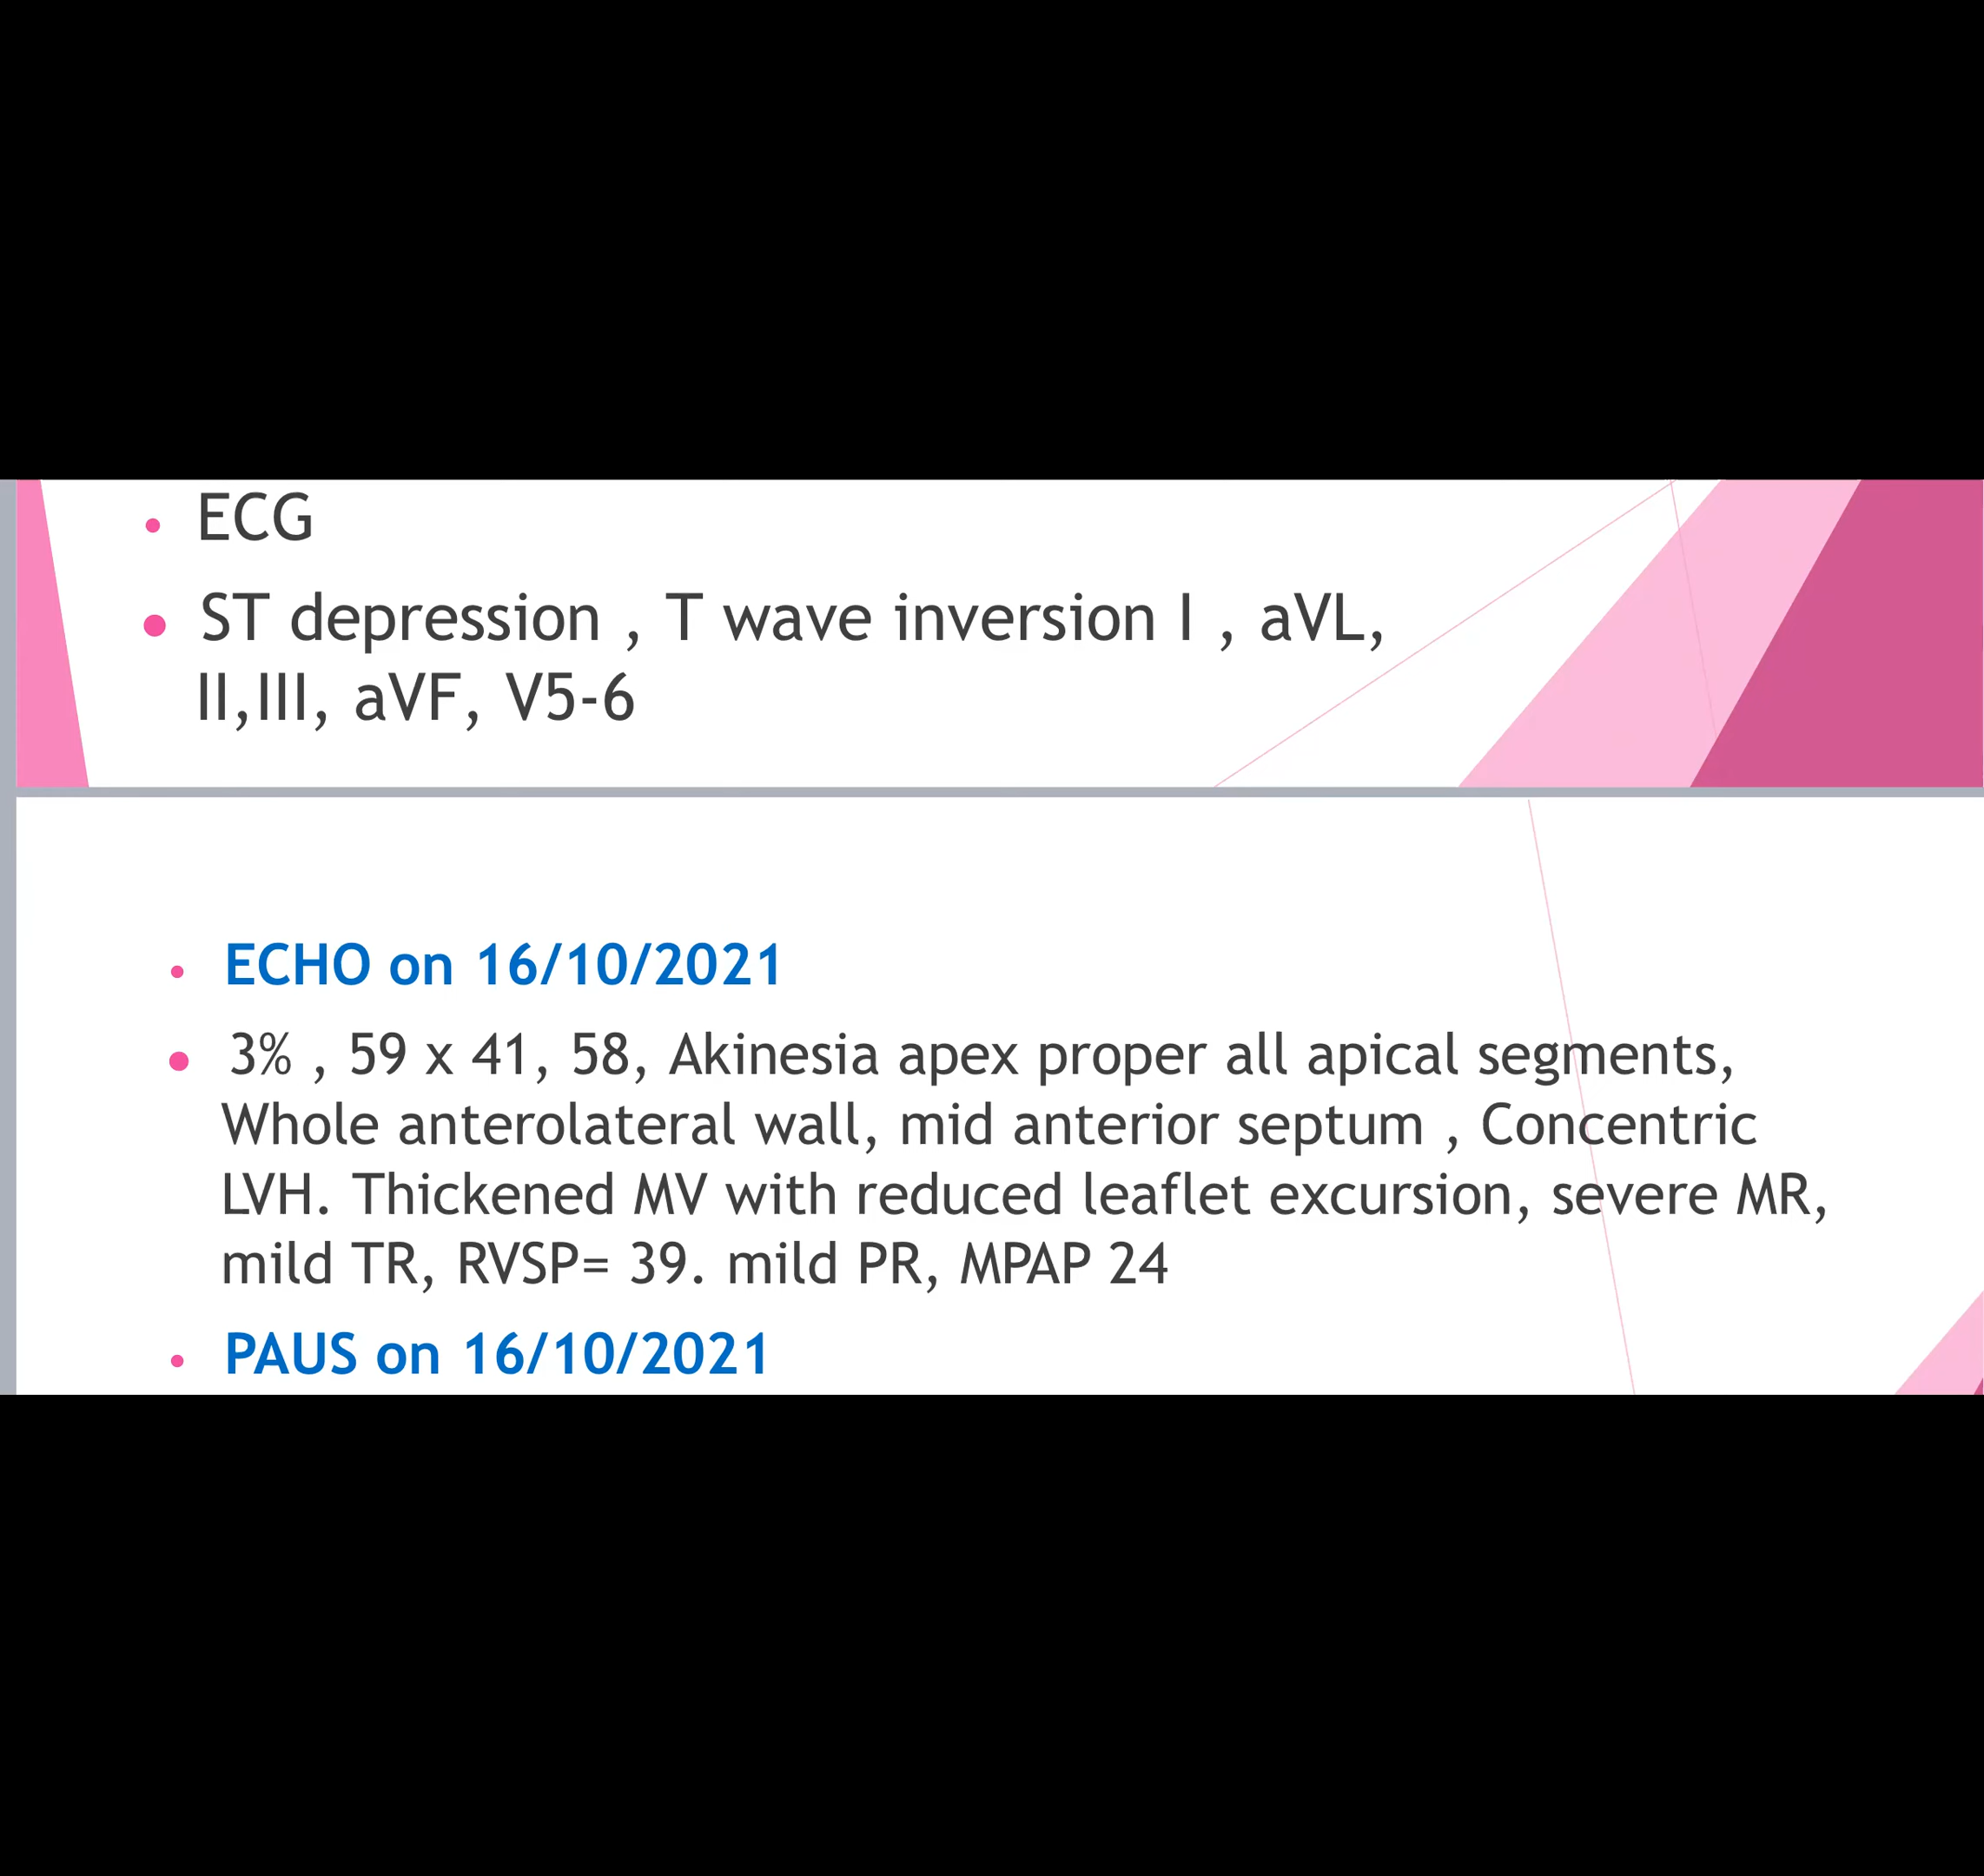 ECG
ST depression , T wave inversion I , aVL,
II,III, aVF, V5-6
ECHO on 16/10/2021
3% , 59 x 41, 58, Akinesia apex proper all apical segments,
Whole anterolateral wall, mid anterior septum , Concentric
LVH. Thickened MV with reduced leaflet excursion, severe MR,
mild TR, RVSP= 39. mild PR, MPAP 24
PAUS on 16/10/2021